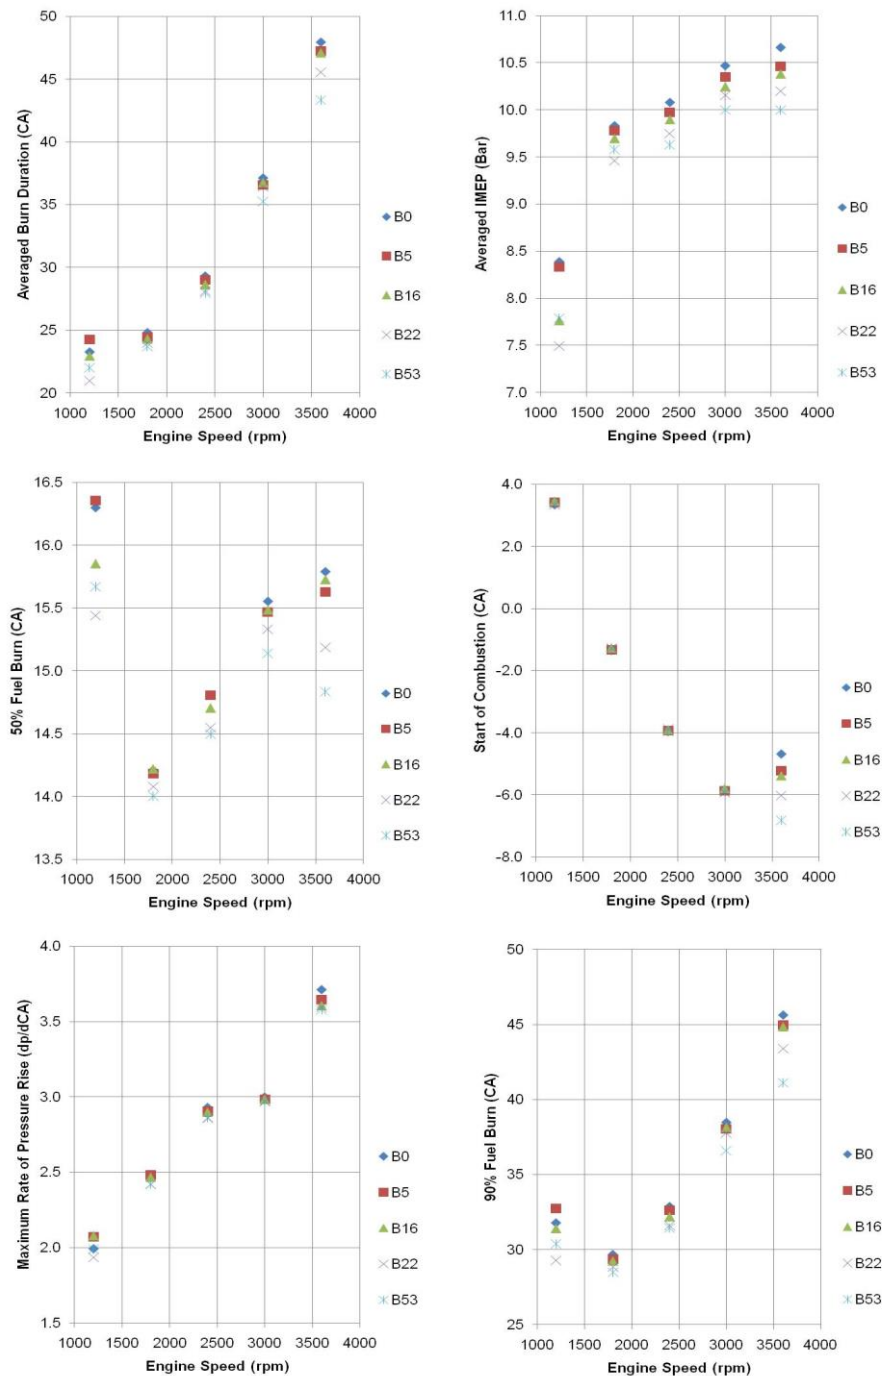 Averaged Burn Duration (CA)
50
45
40
35
30
25
20
1000 1500 2000 2500 3000 3500 4000
Engine Speed (rpm)
B0
B5
B16
B22
B53
Averaged IMEP (Bar)
11.0
10.5
10.0
9.5
9.0
8.5
8.0
7.5
7.0
1000 1500 2000 2500 3000 3500 4000
Engine Speed (rpm)
B0
B5
B16
B22
B53
50% Fuel Burn (CA)
16.5
16.0
15.5
15.0
14.5
14.0
13.5
1000 1500 2000 2500 3000 3500 4000
Engine Speed (rpm)
B0
B5
B16
B22
B53
Start of Combustion (CA)
4.0
2.0
0.0
-2.0
-4.0
-6.0
-8.0
1000 1500 2000 2500 3000 3500 4000
Engine Speed (rpm)
B0
B5
B16
B22
B53
Maximum Rate of Pressure Rise (dp/dCA)
4.0
3.5
3.0
2.5
2.0
1.5
1000 1500 2000 2500 3000 3500 4000
Engine Speed (rpm)
B0
B5
B16
B22
B53
90% Fuel Burn (CA)
50
45
40
35
30
25
1000 1500 2000 2500 3000 3500 4000
Engine Speed (rpm)
B0
B5
B16
B22
B53